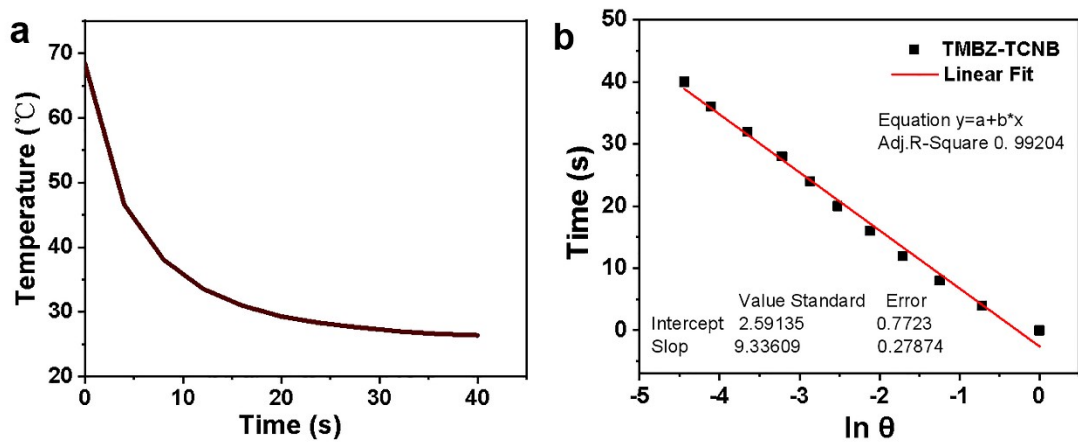 a
70
60
50
40
30
20
Temperature (℃)
0 10 20 30 40
Time (s)
b
50
40
30
20
10
0
Time (s)
TMBZ-TCNB
Linear Fit
Equation y=a+b*x
Adj.R-Square 0. 99204
Value Standard Error
Intercept 2.59135 0.7723
Slop 9.33609 0.27874
-5 -4 -3 -2 -1 0
ln θ